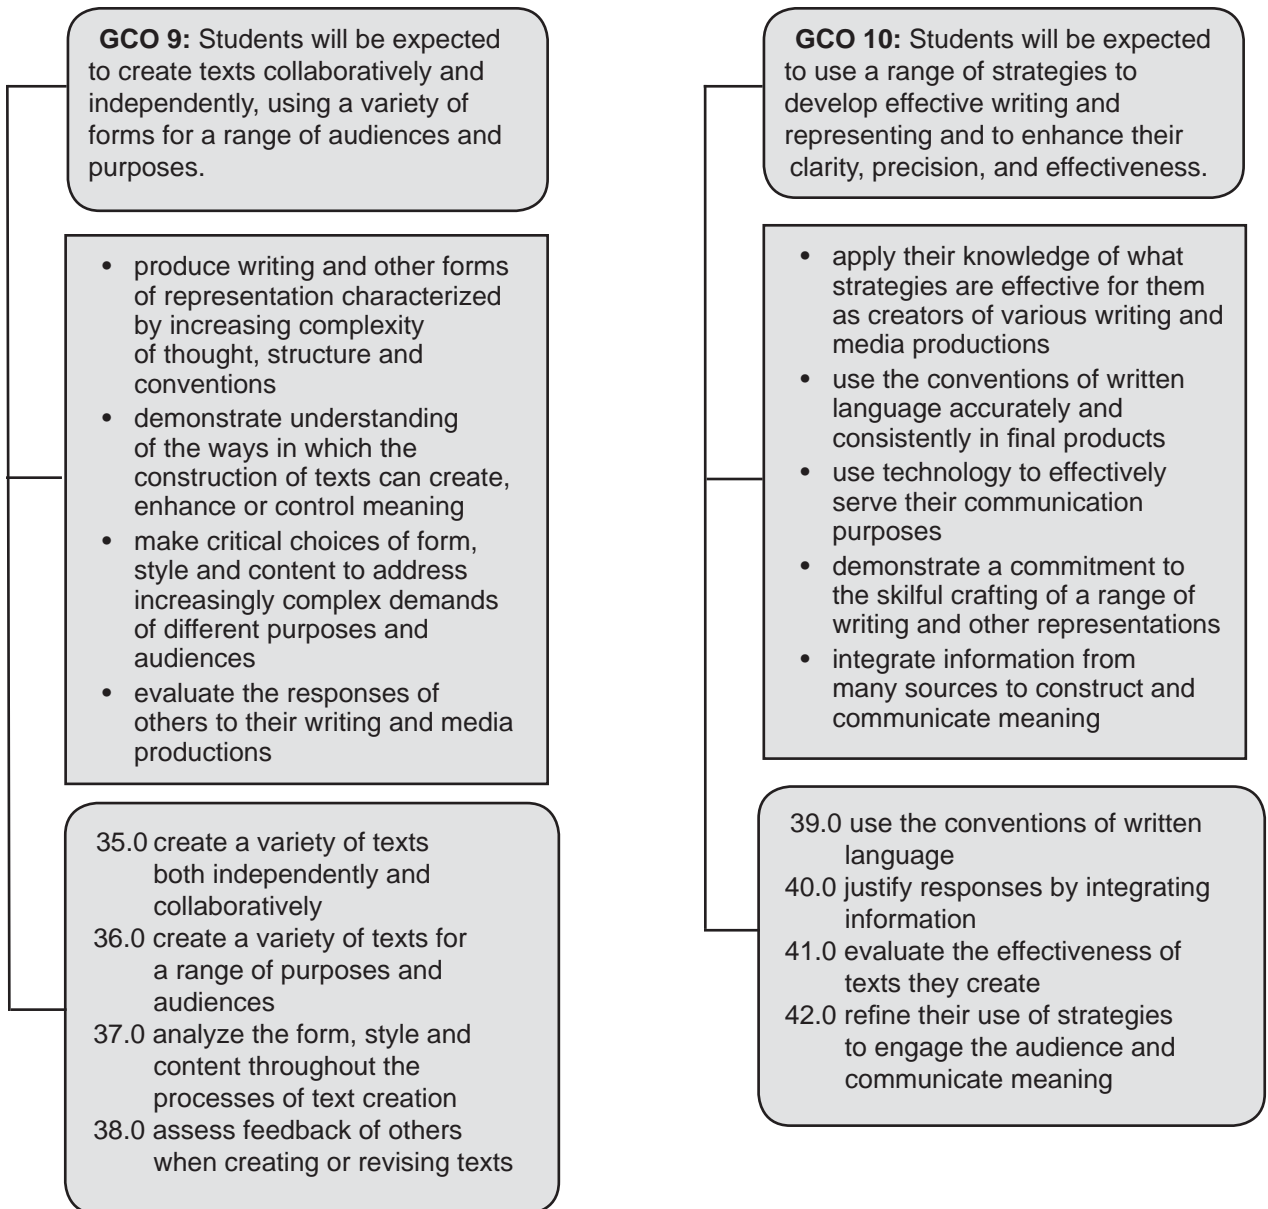 GCO 9: Students will be expected
to create texts collaboratively and
independently, using a variety of
forms for a range of audiences and
purposes.
• produce writing and other forms
of representation characterized
by increasing complexity
of thought, structure and
conventions
• demonstrate understanding
of the ways in which the
construction of texts can create,
enhance or control meaning
• make critical choices of form,
style and content to address
increasingly complex demands
of different purposes and
audiences
• evaluate the responses of
others to their writing and media
productions
35.0 create a variety of texts
both independently and
collaboratively
36.0 create a variety of texts for
a range of purposes and
audiences
37.0 analyze the form, style and
content throughout the
processes of text creation
38.0 assess feedback of others
when creating or revising texts
GCO 10: Students will be expected
to use a range of strategies to
develop effective writing and
representing and to enhance their
clarity, precision, and effectiveness.
• apply their knowledge of what
strategies are effective for them
as creators of various writing and
media productions
• use the conventions of written
language accurately and
consistently in final products
• use technology to effectively
serve their communication
purposes
• demonstrate a commitment to
the skilful crafting of a range of
writing and other representations
• integrate information from
many sources to construct and
communicate meaning
39.0 use the conventions of written
language
40.0 justify responses by integrating
information
41.0 evaluate the effectiveness of
texts they create
42.0 refine their use of strategies
to engage the audience and
communicate meaning